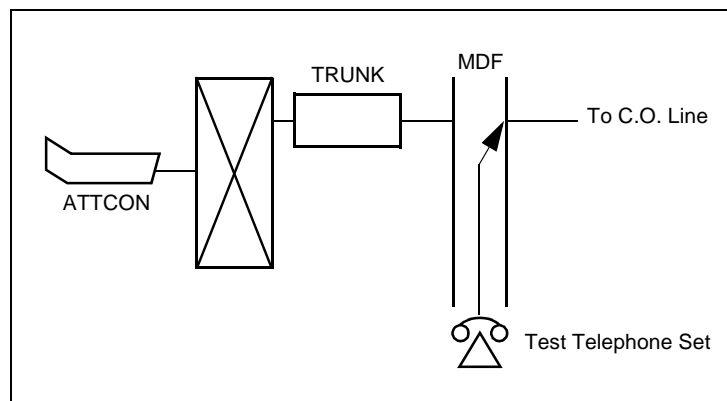 MDF
TRUNK
To C.O. Line
ATTCON
Test Telephone Set